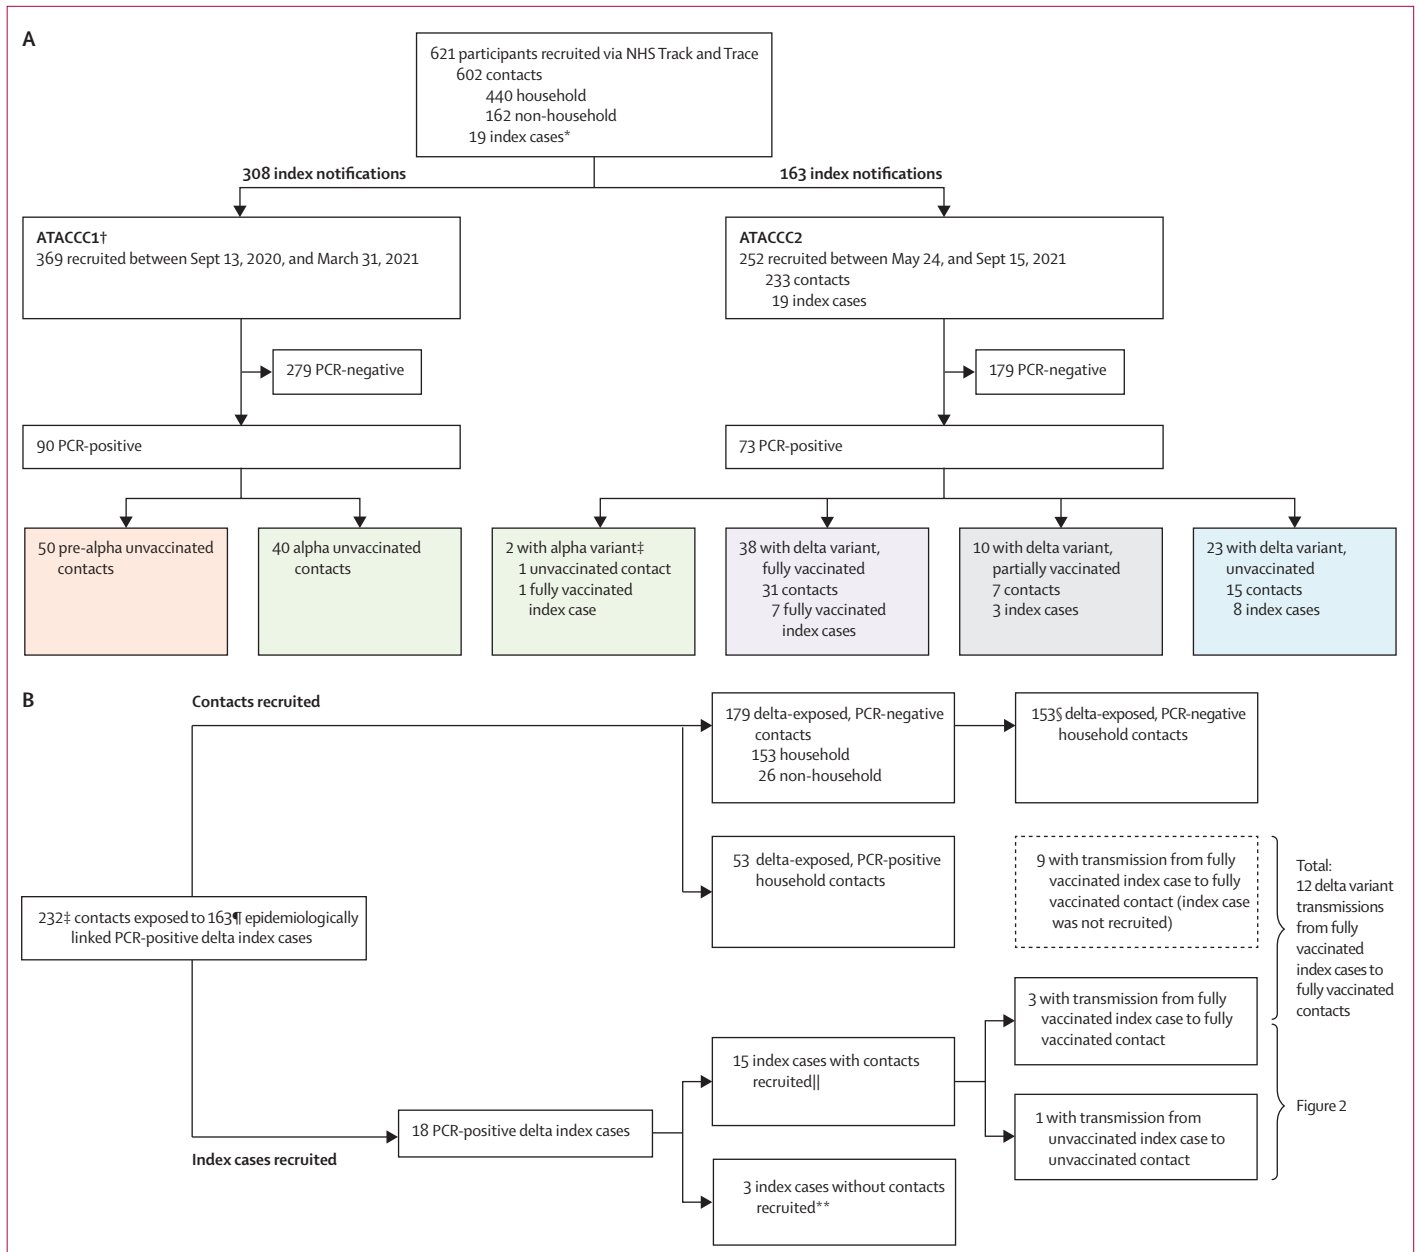 A
621 participants recruited via NHS Track and Trace
602 contacts
440 household
162 non-household
19 index cases*
308 index notifications
163 index notifications
ATACCC1†
369 recruited between Sept 13, 2020, and March 31, 2021
ATACCC2
252 recruited between May 24, and Sept 15, 2021
233 contacts
19 index cases
279 PCR-negative
179 PCR-negative
90 PCR-positive
73 PCR-positive
50 pre-alpha unvaccinated
contacts
40 alpha unvaccinated
contacts
2 with alpha variant‡
1 unvaccinated contact
1 fully vaccinated
index case
38 with delta variant,
fully vaccinated
31 contacts
7 fully vaccinated
index cases
10 with delta variant,
partially vaccinated
7 contacts
3 index cases
23 with delta variant,
unvaccinated
15 contacts
8 index cases
B
Contacts recruited
179 delta-exposed, PCR-negative
contacts
153 household
26 non-household
153§ delta-exposed, PCR-negative
household contacts
53 delta-exposed, PCR-positive
household contacts
9 with transmission from fully
vaccinated index case to fully
vaccinated contact (index case
was not recruited)
Total:
12 delta variant
transmissions
from fully
vaccinated
index cases to
fully vaccinated
contacts
232‡ contacts exposed to 163¶ epidemiologically
linked PCR-positive delta index cases
3 with transmission from fully
vaccinated index case to fully
vaccinated contact
15 index cases with contacts
recruited||
Figure 2
18 PCR-positive delta index cases
1 with transmission from
unvaccinated index case to
unvaccinated contact
Index cases recruited
3 index cases without contacts
recruited**